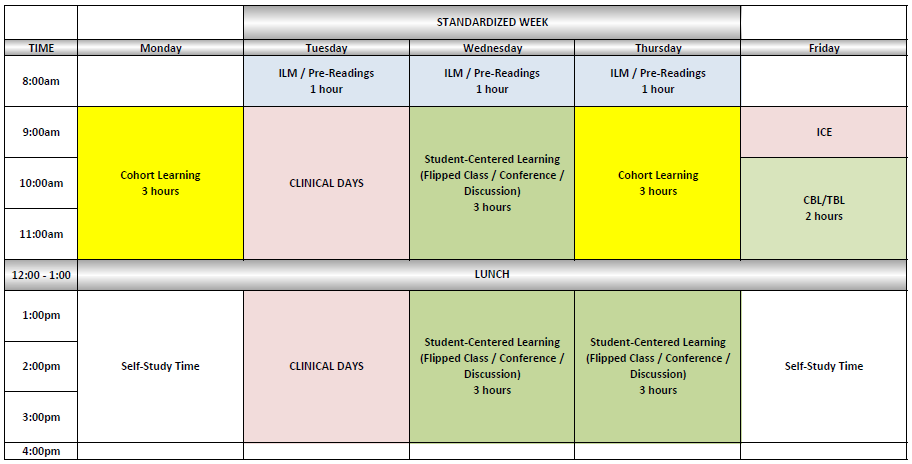 STANDARDIZED WEEK
TIME Monday Tuesday Wednesday Thursday Friday
8:00am
ILM / Pre-Readings
1 hour
ILM / Pre-Readings
1 hour
ILM / Pre-Readings
1 hour
9:00am
10:00am
11:00am
Cohort Learning
3 hours
CLINICAL DAYS
Student-Centered Learning
(Flipped Class / Conference /
Discussion)
3 hours
Cohort Learning
3 hours
ICE
CBL/TBL
2 hours
12:00 - 1:00 LUNCH
1:00pm
2:00pm
3:00pm
Self-Study Time
CLINICAL DAYS
Student-Centered Learning
(Flipped Class / Conference /
Discussion)
3 hours
Student-Centered Learning
(Flipped Class / Conference /
Discussion)
3 hours
Self-Study Time
4:00pm